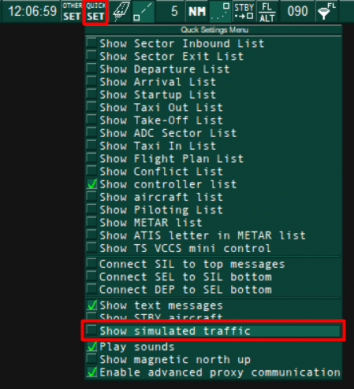 12:06:59 OTHER SET QUICK SET 5 NM STBY FL ALT 090 FL
Quick Settings Menu
Show Sector Inbound List
Show Sector Exit List
Show Departure List
Show Arrival List
Show Startup List
Show Taxi Out List
Show Take-Off List
Show ADC Sector List
Show Taxi In List
Show Flight Plan List
Show Conflict List
Show controller list
Show aircraft list
Show Piloting List
Show METAR list
Show ATIS letter in METAR list
Show TS VCCS mini control
Connect SIL to top messages
Connect SEL to SIL bottom
Connect DEP to SEL bottom
Show text messages
Show STBY aircraft
Show simulated traffic
Play sounds
Show magnetic north up
Enable advanced proxy communication